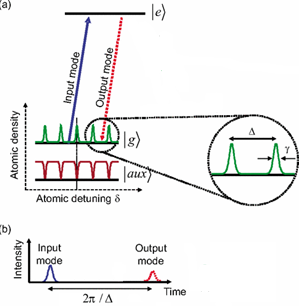 (a)
|e⟩
Input mode
Output mode
Atomic density
|g⟩
|aux⟩
Atomic detuning δ
Δ
γ
(b)
Intensity
Input
mode
Output
mode
Time
2π / Δ